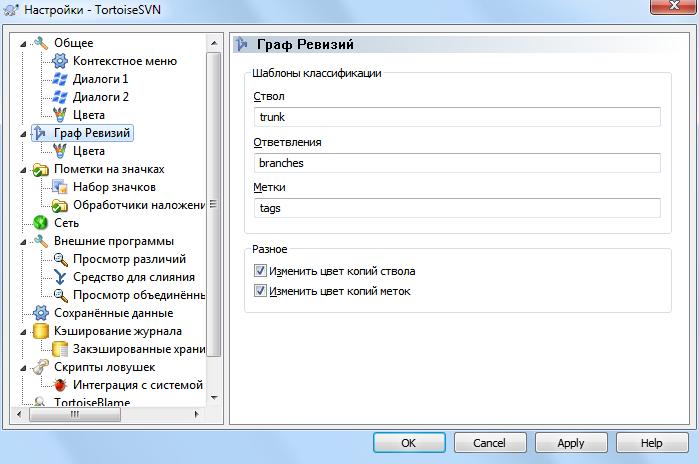 Настройки - TortoiseSVN
Общее
Контекстное меню
Диалоги 1
Диалоги 2
Цвета
Граф Ревизий
Цвета
Пометки на значках
Набор значков
Обработчики наложени
Сеть
Внешние программы
Просмотр различий
Средство для слияния
Просмотр объединённы
Сохранённые данные
Кэширование журнала
Закэшированные храни
Скрипты ловушек
Интеграция с системой
TortoiseBlame
Граф Ревизий
Шаблоны классификации
Ствол
trunk
Ответвления
branches
Метки
tags
Разное
Изменить цвет копий ствола
Изменить цвет копий меток
OK
Cancel
Apply
Help